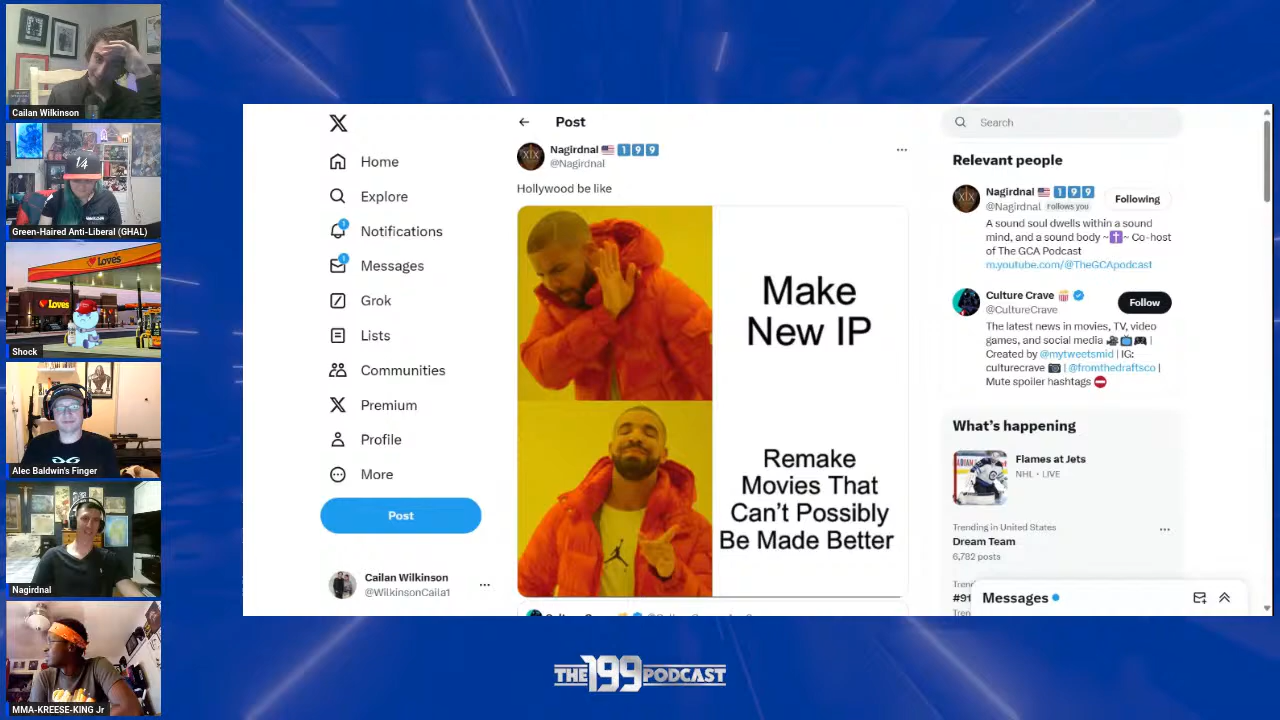 Cailan Wilkinson
14
Green-Haired Anti-Liberal (GHAL)
Love's
Love's
Shock
Alec Baldwin's Finger
Nagirdnal
MMA-KREESE-KING Jr
Home
Explore
1
Notifications
1
Messages
Grok
Lists
Communities
Premium
Profile
More
Post
Cailan Wilkinson
@WilkinsonCaila1
Post
Nagirdnal 🇺🇸 1️⃣9️⃣9️⃣
@Nagirdnal
Hollywood be like
Make
New IP
Remake
Movies That
Can't Possibly
Be Made Better
Search
Relevant people
Nagirdnal 🇺🇸 1️⃣9️⃣9️⃣
@Nagirdnal Follows you
Following
A sound soul dwells within a sound
mind, and a sound body ~✝️~ Co-host
of The GCA Podcast
m.youtube.com/@TheGCApodcast
Culture Crave 🍿
@CultureCrave
Follow
The latest news in movies, TV, video
games, and social media 🎥📺🎮 |
Created by @mytweetsmid | IG:
culturecrave 📷 | @fromthedraftsco |
Mute spoiler hashtags ⛔
What's happening
Flames at Jets
NHL · LIVE
Trending in United States
Dream Team
6,782 posts
Messages
THE 199 PODCAST